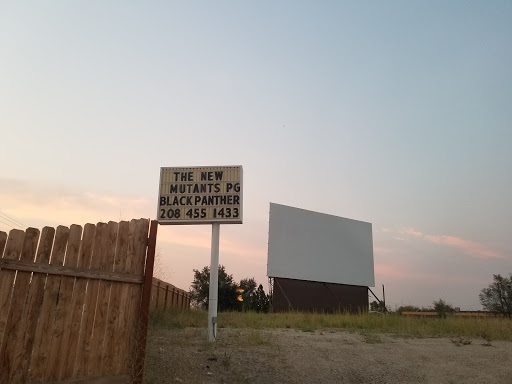 THE NEW
MUTANTS PG
BLACK PANTHER
208 455 1433